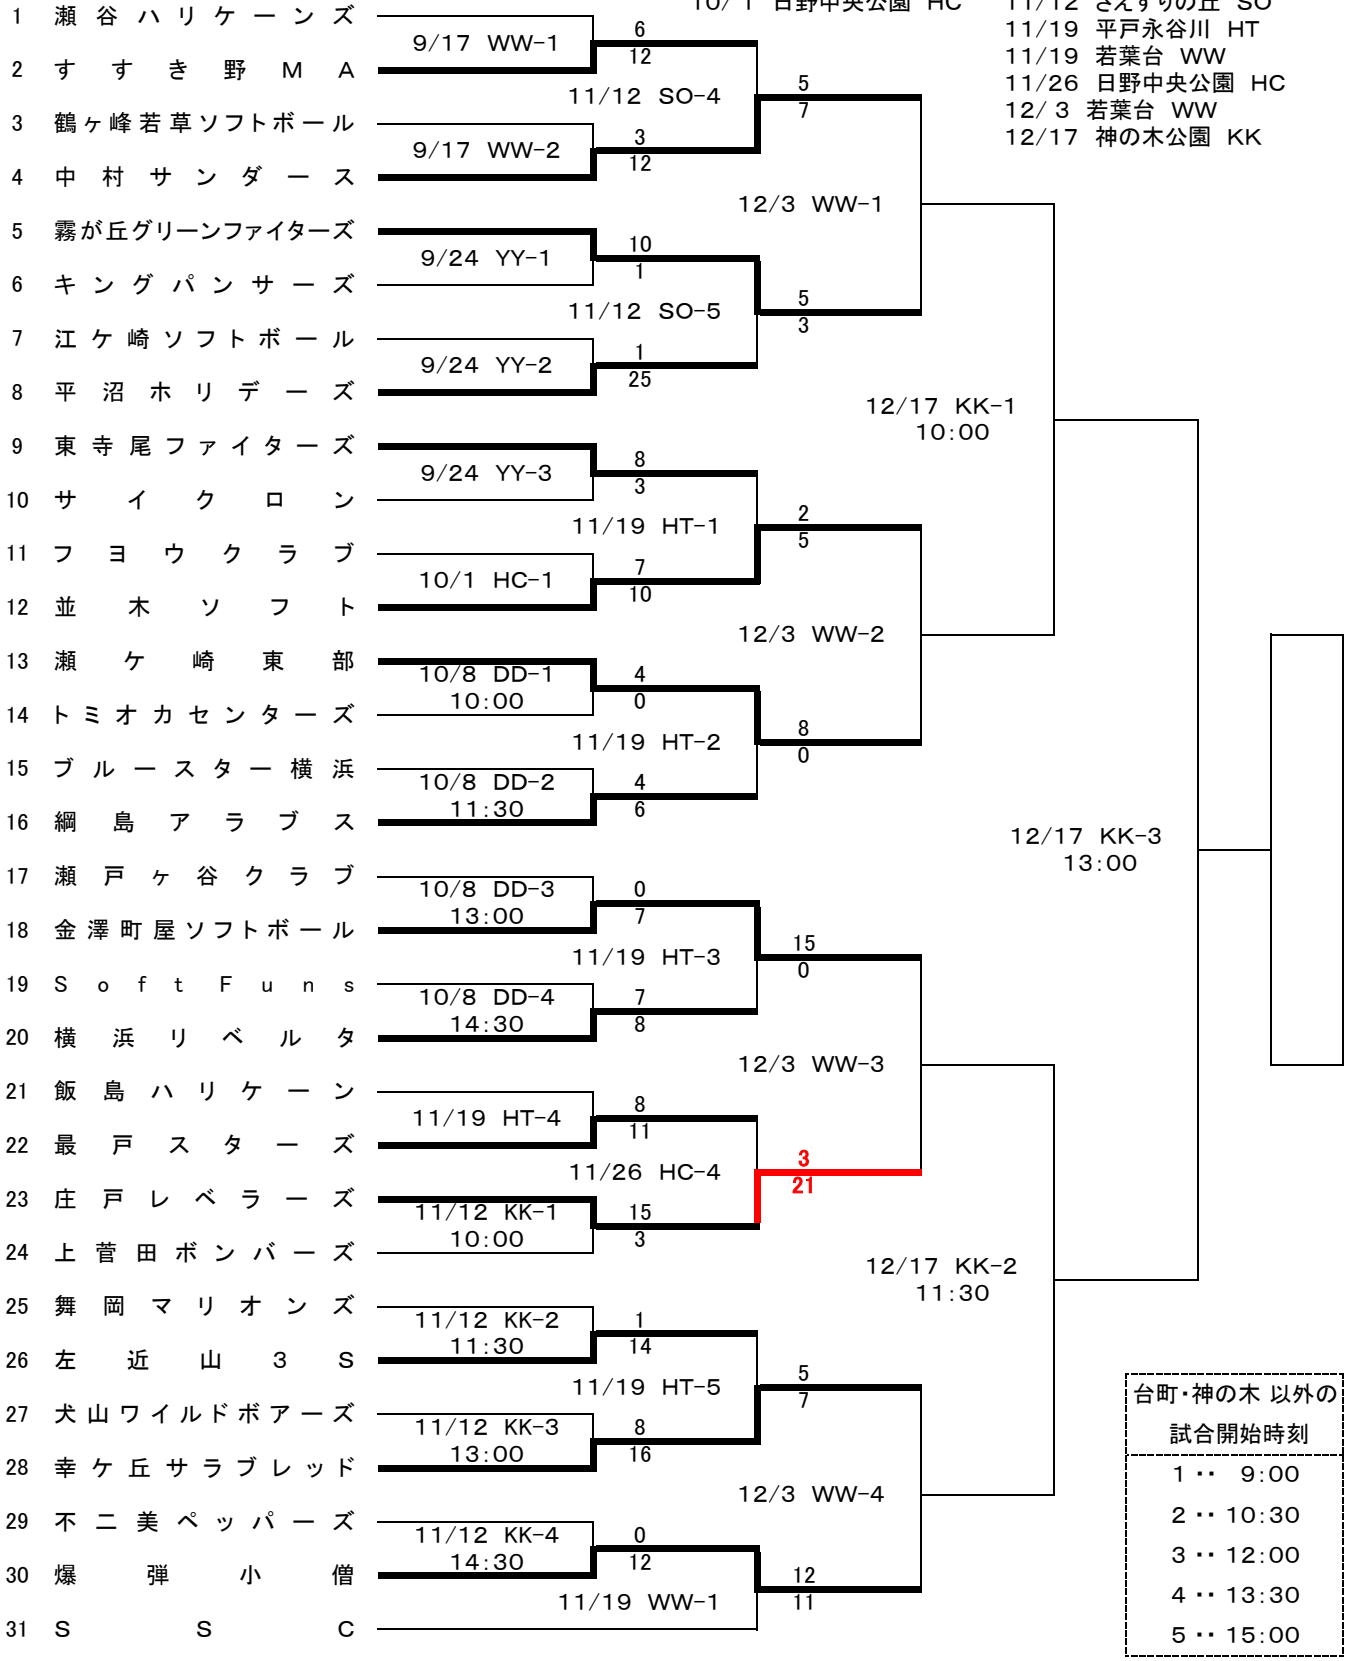 10/ 1 日野中央公園 HC
11/12 さえずりの丘 SO
11/19 平戸永谷川 HT
11/19 若葉台 WW
11/26 日野中央公園 HC
12/ 3 若葉台 WW
12/17 神の木公園 KK
1 瀬谷ハリケーンズ
9/17 WW-1
6
12
2 すすき野MA
11/12 SO-4
5
7
3 鶴ヶ峰若草ソフトボール
9/17 WW-2
3
12
4 中村サンダース
12/3 WW-1
5 霧が丘グリーンファイターズ
9/24 YY-1
10
1
6 キングパンサーズ
11/12 SO-5
5
3
7 江ケ崎ソフトボール
9/24 YY-2
1
25
8 平沼ホリデーズ
12/17 KK-1
10:00
9 東寺尾ファイターズ
9/24 YY-3
8
3
10 サイクロン
11/19 HT-1
2
5
11 フヨウクラブ
10/1 HC-1
7
10
12 並木ソフト
12/3 WW-2
13 瀬ケ崎東部
10/8 DD-1
10:00
4
0
14 トミオカセンターズ
11/19 HT-2
8
0
15 ブルースター横浜
10/8 DD-2
11:30
4
6
16 綱島アラブス
12/17 KK-3
13:00
17 瀬戸ヶ谷クラブ
10/8 DD-3
13:00
0
7
18 金澤町屋ソフトボール
11/19 HT-3
15
0
19 Soft Funs
10/8 DD-4
14:30
7
8
20 横浜リベルタ
12/3 WW-3
21 飯島ハリケーン
11/19 HT-4
8
11
22 最戸スターズ
11/26 HC-4
3
21
23 庄戸レベラーズ
11/12 KK-1
10:00
15
3
24 上菅田ボンバーズ
12/17 KK-2
11:30
25 舞岡マリオンズ
11/12 KK-2
11:30
1
14
26 左近山3S
11/19 HT-5
5
7
27 犬山ワイルドボアーズ
11/12 KK-3
13:00
8
16
28 幸ケ丘サラブレッド
12/3 WW-4
29 不二美ペッパーズ
11/12 KK-4
14:30
0
12
30 爆弾小僧
11/19 WW-1
12
11
31 SSC
台町・神の木 以外の
試合開始時刻
1 ‥ 9:00
2 ‥ 10:30
3 ‥ 12:00
4 ‥ 13:30
5 ‥ 15:00